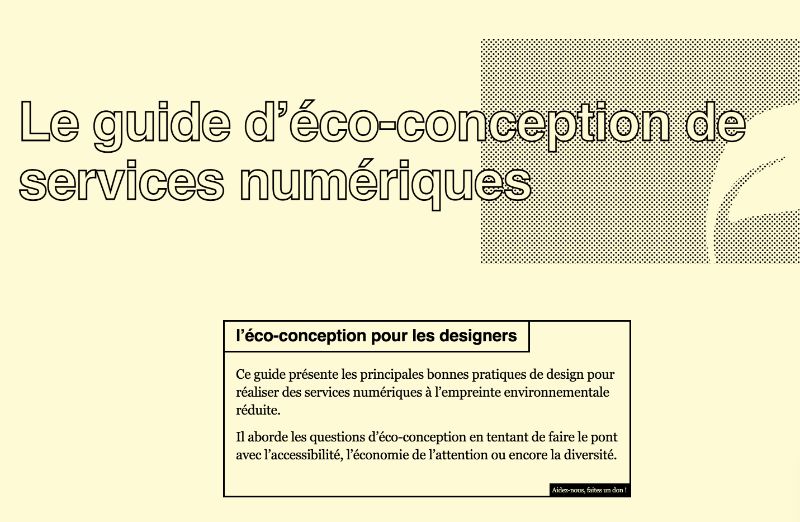 Le guide d’éco-conception de
services numériques
l’éco-conception pour les designers
Ce guide présente les principales bonnes pratiques de design pour
réaliser des services numériques à l’empreinte environnementale
réduite.
Il aborde les questions d’éco-conception en tentant de faire le pont
avec l’accessibilité, l’économie de l’attention ou encore la diversité.
Aidez-nous, faites un don !